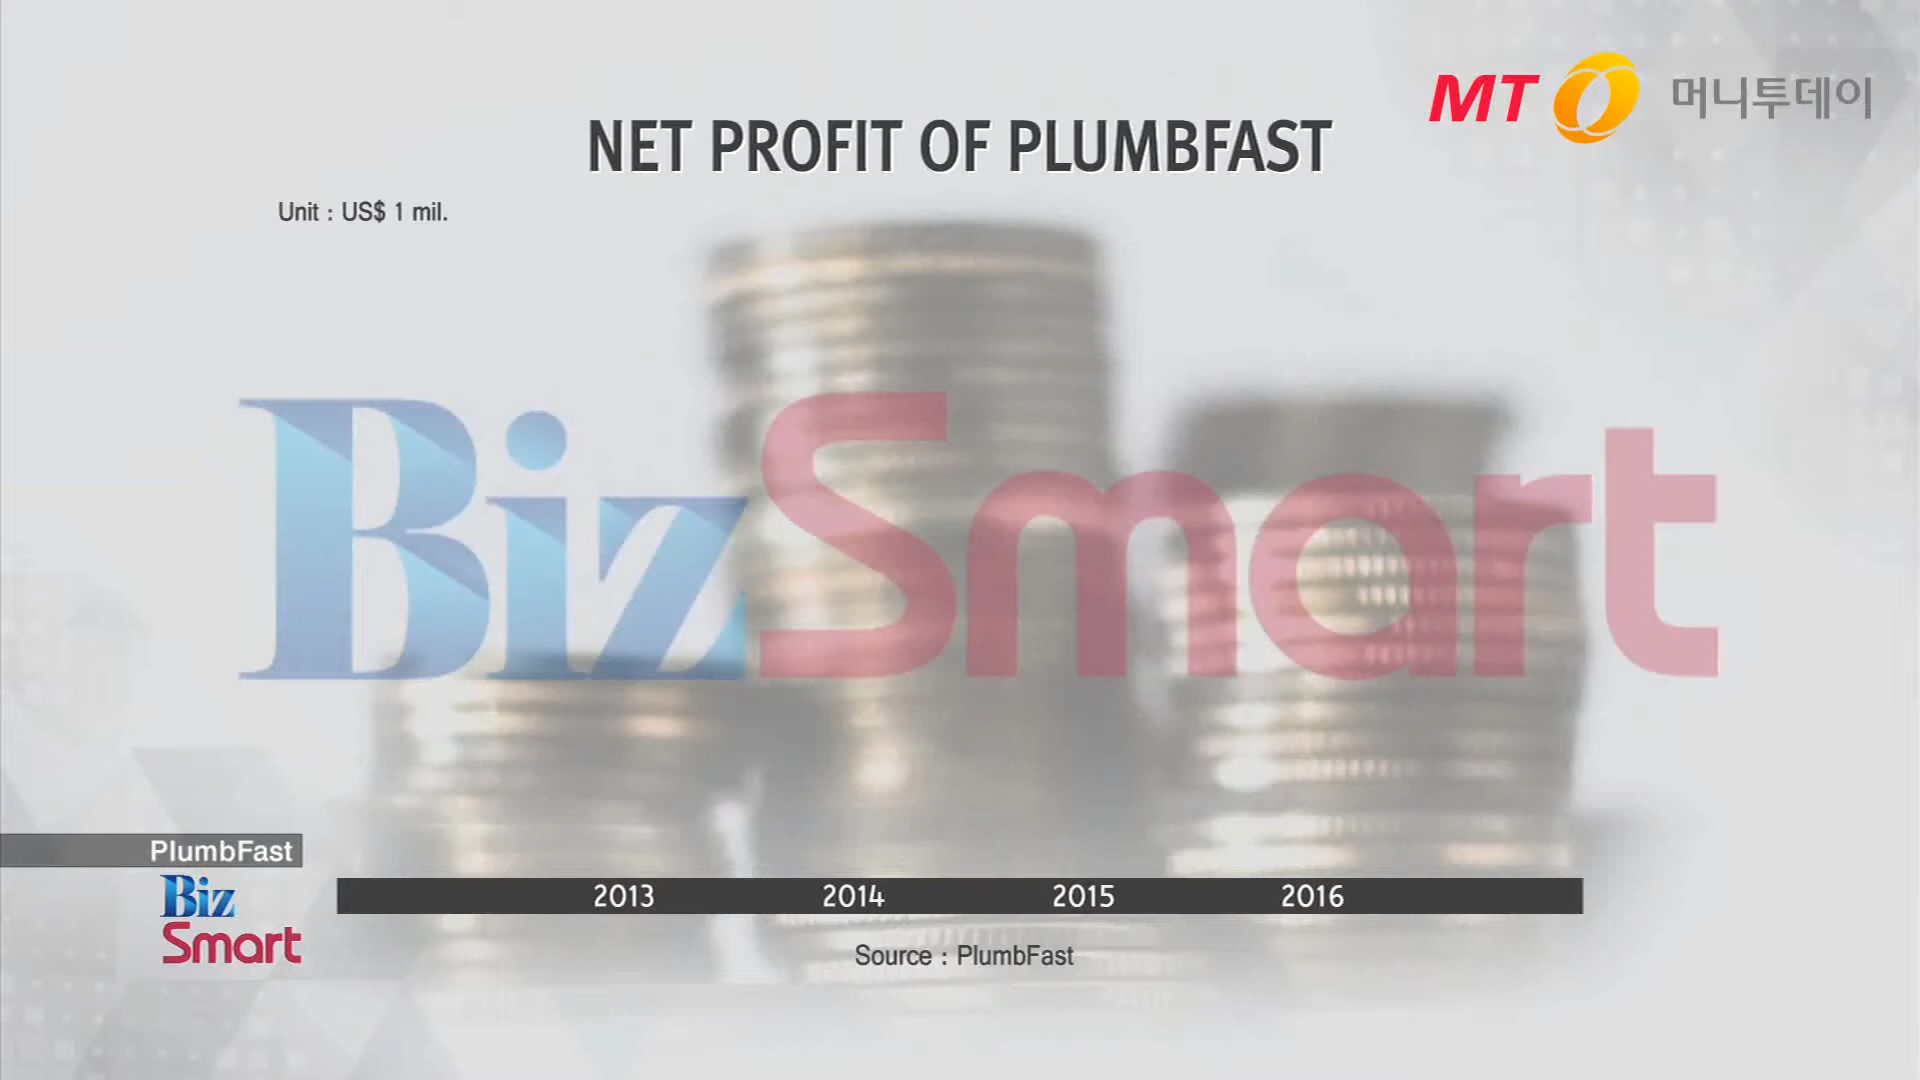 MT 머니투데이
NET PROFIT OF PLUMBFAST
Unit : US$ 1 mil.
BizSmart
PlumbFast
Biz
Smart
2013 2014 2015 2016
Source : PlumbFast